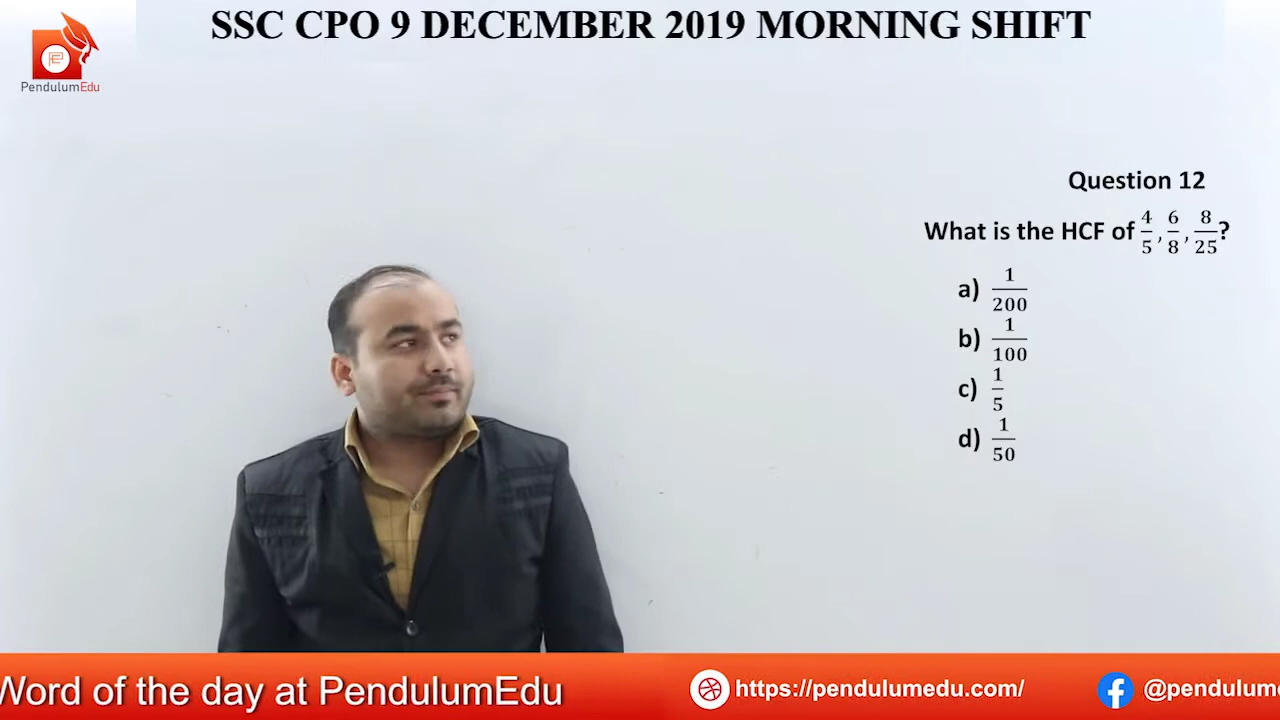 SSC CPO 9 DECEMBER 2019 MORNING SHIFT
PendulumEdu
Question 12
What is the HCF of 4/5, 6/8, 8/25?
a) 1/200
b) 1/100
c) 1/5
d) 1/50
Word of the day at PendulumEdu
https://pendulumedu.com/
@pendulume